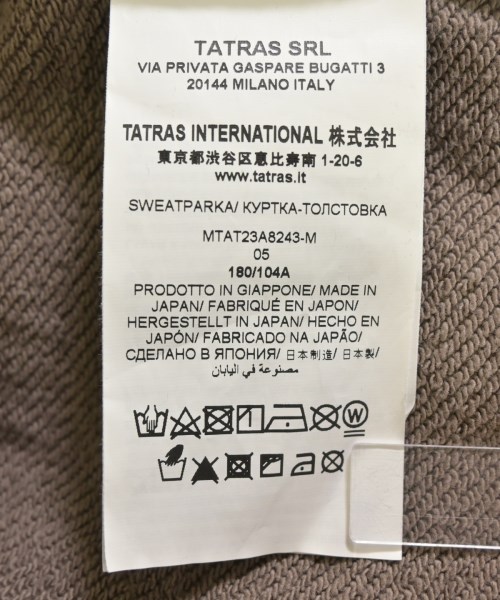 TATRAS SRL
VIA PRIVATA GASPARE BUGATTI 3
20144 MILANO ITALY
TATRAS INTERNATIONAL 株式会社
東京都渋谷区恵比寿南 1-20-6
www.tatras.it
SWEATPARKA/ КУРТКА-ТОЛСТОВКА
MTAT23A8243-M
05
180/104A
PRODOTTO IN GIAPPONE/ MADE IN
JAPAN/ FABRIQUÉ EN JAPON/
HERGESTELLT IN JAPAN/ HECHO EN
JAPÓN/ FABRICADO NA JAPÃO/
СДЕЛАНО В ЯПОНИЯ/ 日本制造/ 日本製/
مصنوعة في اليابان
W